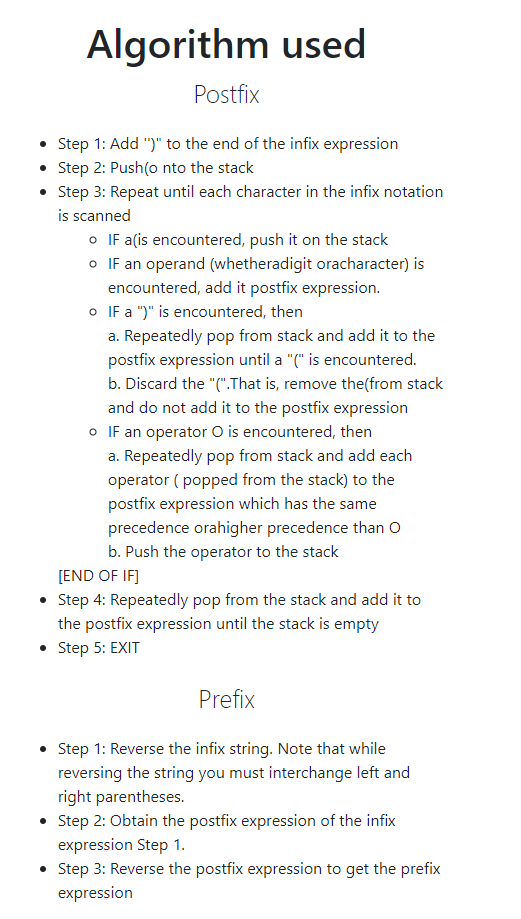 Algorithm used
Postfix
Step 1: Add ")" to the end of the infix expression
Step 2: Push(o nto the stack
Step 3: Repeat until each character in the infix notation
is scanned
IF a(is encountered, push it on the stack
IF an operand (whetheradigit oracharacter) is
encountered, add it postfix expression.
IF a ")" is encountered, then
a. Repeatedly pop from stack and add it to the
postfix expression until a "(" is encountered.
b. Discard the "(".That is, remove the(from stack
and do not add it to the postfix expression
IF an operator O is encountered, then
a. Repeatedly pop from stack and add each
operator ( popped from the stack) to the
postfix expression which has the same
precedence orahigher precedence than O
b. Push the operator to the stack
[END OF IF]
Step 4: Repeatedly pop from the stack and add it to
the postfix expression until the stack is empty
Step 5: EXIT
Prefix
Step 1: Reverse the infix string. Note that while
reversing the string you must interchange left and
right parentheses.
Step 2: Obtain the postfix expression of the infix
expression Step 1.
Step 3: Reverse the postfix expression to get the prefix
expression